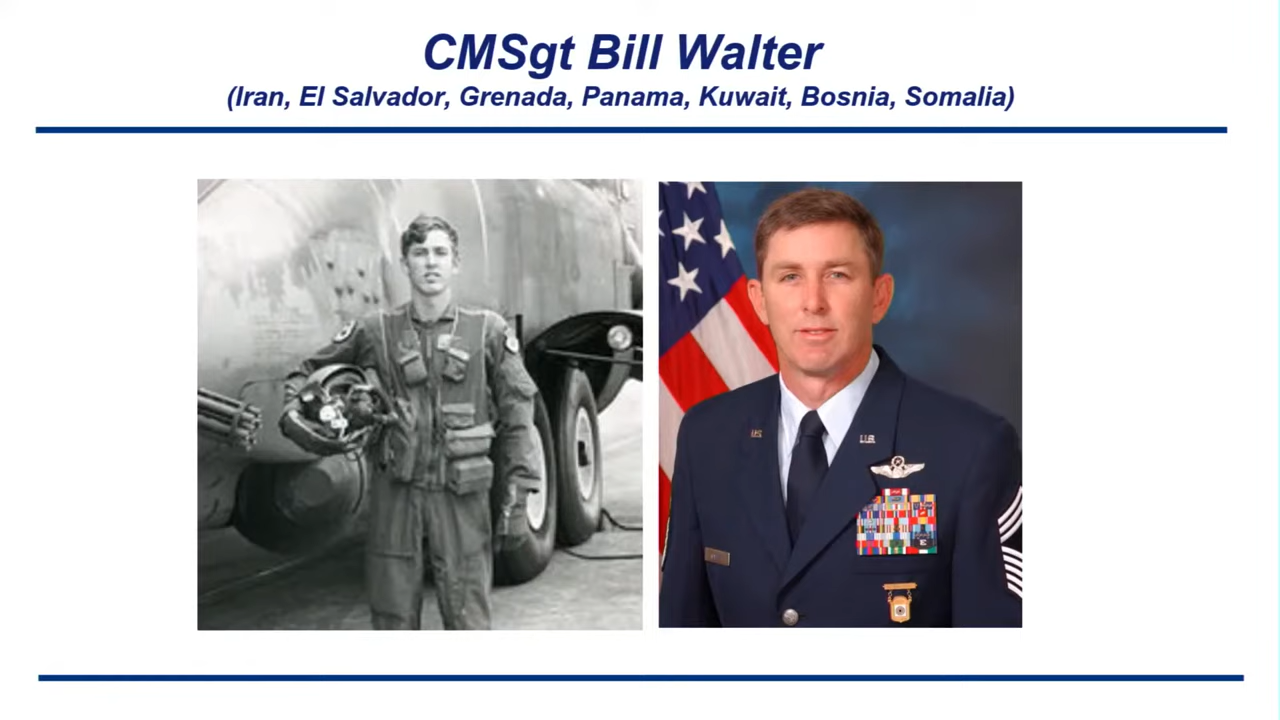 CMSgt Bill Walter
(Iran, El Salvador, Grenada, Panama, Kuwait, Bosnia, Somalia)
U.S.